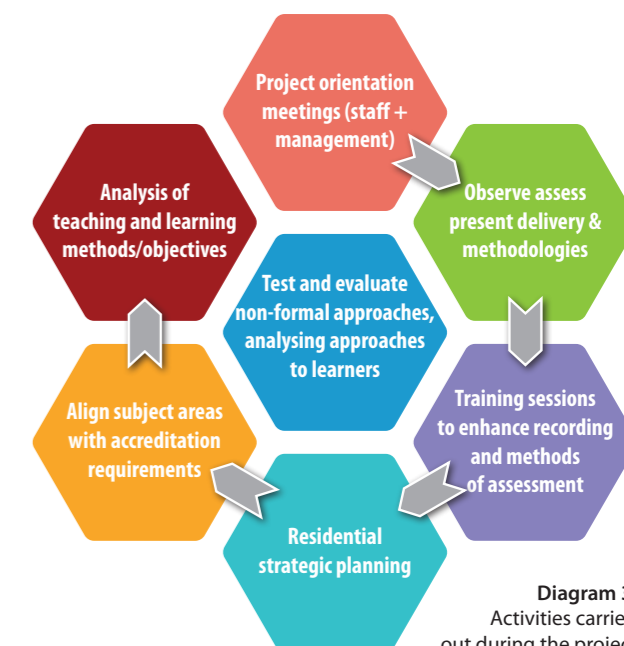 Project orientation
meetings (staff +
management)
Observe assess
present delivery &
methodologies
Training sessions
to enhance recording
and methods
of assessment
Residential
strategic planning
Align subject areas
with accreditation
requirements
Analysis of
teaching and learning
methods/objectives
Test and evaluate
non-formal approaches,
analysing approaches
to learners
Diagram 3
Activities carrie
out during the projec